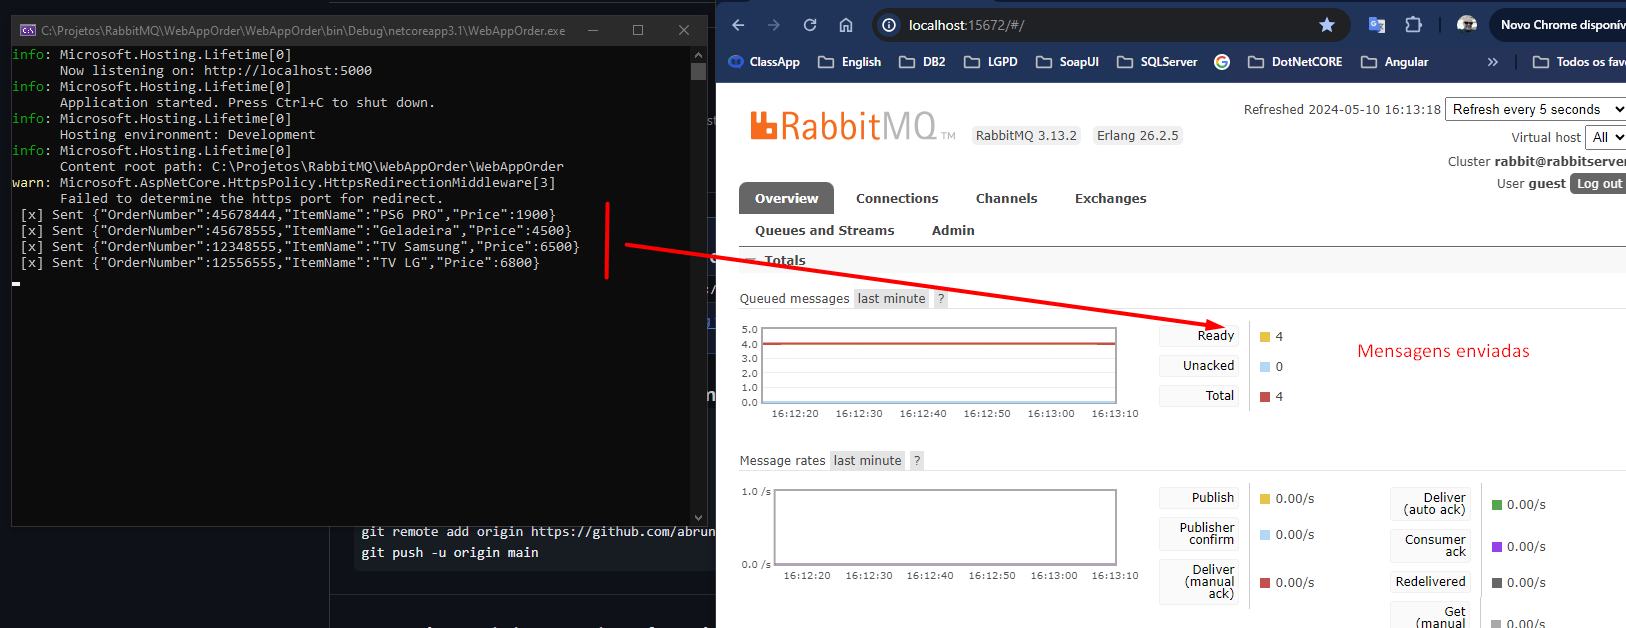 C:\Projetos\RabbitMQ\WebAppOrder\WebAppOrder\bin\Debug\netcoreapp3.1\WebAppOrder.exe
info: Microsoft.Hosting.Lifetime[0]
Now listening on: http://localhost:5000
info: Microsoft.Hosting.Lifetime[0]
Application started. Press Ctrl+C to shut down.
info: Microsoft.Hosting.Lifetime[0]
Hosting environment: Development
info: Microsoft.Hosting.Lifetime[0]
Content root path: C:\Projetos\RabbitMQ\WebAppOrder\WebAppOrder
warn: Microsoft.AspNetCore.HttpsPolicy.HttpsRedirectionMiddleware[3]
Failed to determine the https port for redirect.
[x] Sent {"OrderNumber":45678444,"ItemName":"PS6 PRO","Price":1900}
[x] Sent {"OrderNumber":45678555,"ItemName":"Geladeira","Price":4500}
[x] Sent {"OrderNumber":12348555,"ItemName":"TV Samsung","Price":6500}
[x] Sent {"OrderNumber":12556555,"ItemName":"TV LG","Price":6800}
git remote add origin https://github.com/abrun
git push -u origin main
localhost:15672/#/
Novo Chrome disponív
ClassApp English DB2 LGPD SoapUI SQLServer DotNetCORE Angular » Todos os fav
RabbitMQ TM RabbitMQ 3.13.2 Erlang 26.2.5
Refreshed 2024-05-10 16:13:18 Refresh every 5 seconds
Virtual host All
Cluster rabbit@rabbitserver
User guest Log out
Overview Connections Channels Exchanges
Queues and Streams Admin
Totals
Queued messages last minute ?
5.0
4.0
3.0
2.0
1.0
0.0
16:12:20 16:12:30 16:12:40 16:12:50 16:13:00 16:13:10
Ready 4
Unacked 0
Total 4
Mensagens enviadas
Message rates last minute ?
1.0 /s
0.0 /s
16:12:20 16:12:30 16:12:40 16:12:50 16:13:00 16:13:10
Publish 0.00/s
Publisher confirm 0.00/s
Deliver (manual ack) 0.00/s
Deliver (auto ack) 0.00/s
Consumer ack 0.00/s
Redelivered 0.00/s
Get (manual 0.00/s